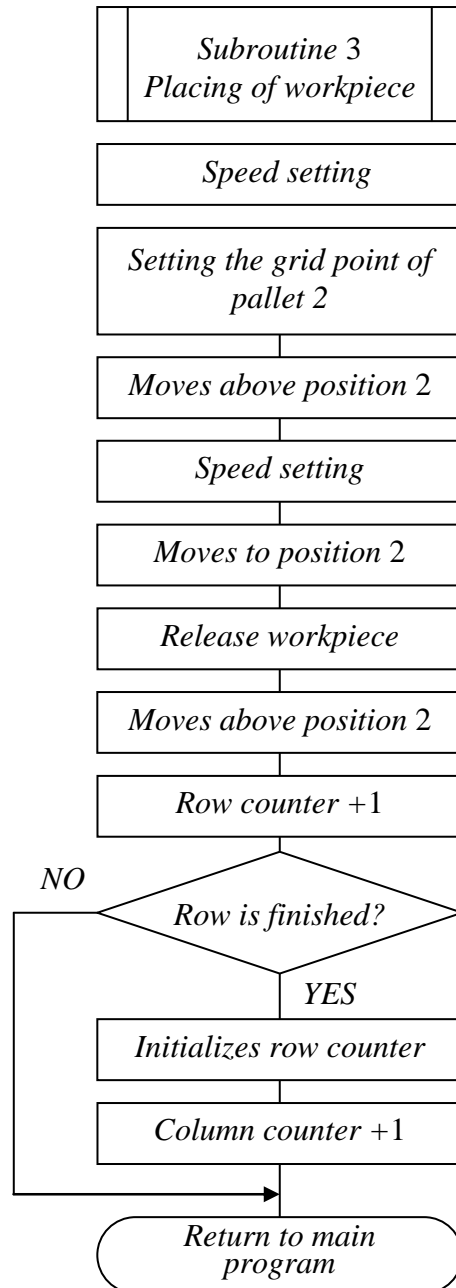 Subroutine 3
Placing of workpiece
Speed setting
Setting the grid point of
pallet 2
Moves above position 2
Speed setting
Moves to position 2
Release workpiece
Moves above position 2
Row counter +1
NO
Row is finished?
YES
Initializes row counter
Column counter +1
Return to main
program